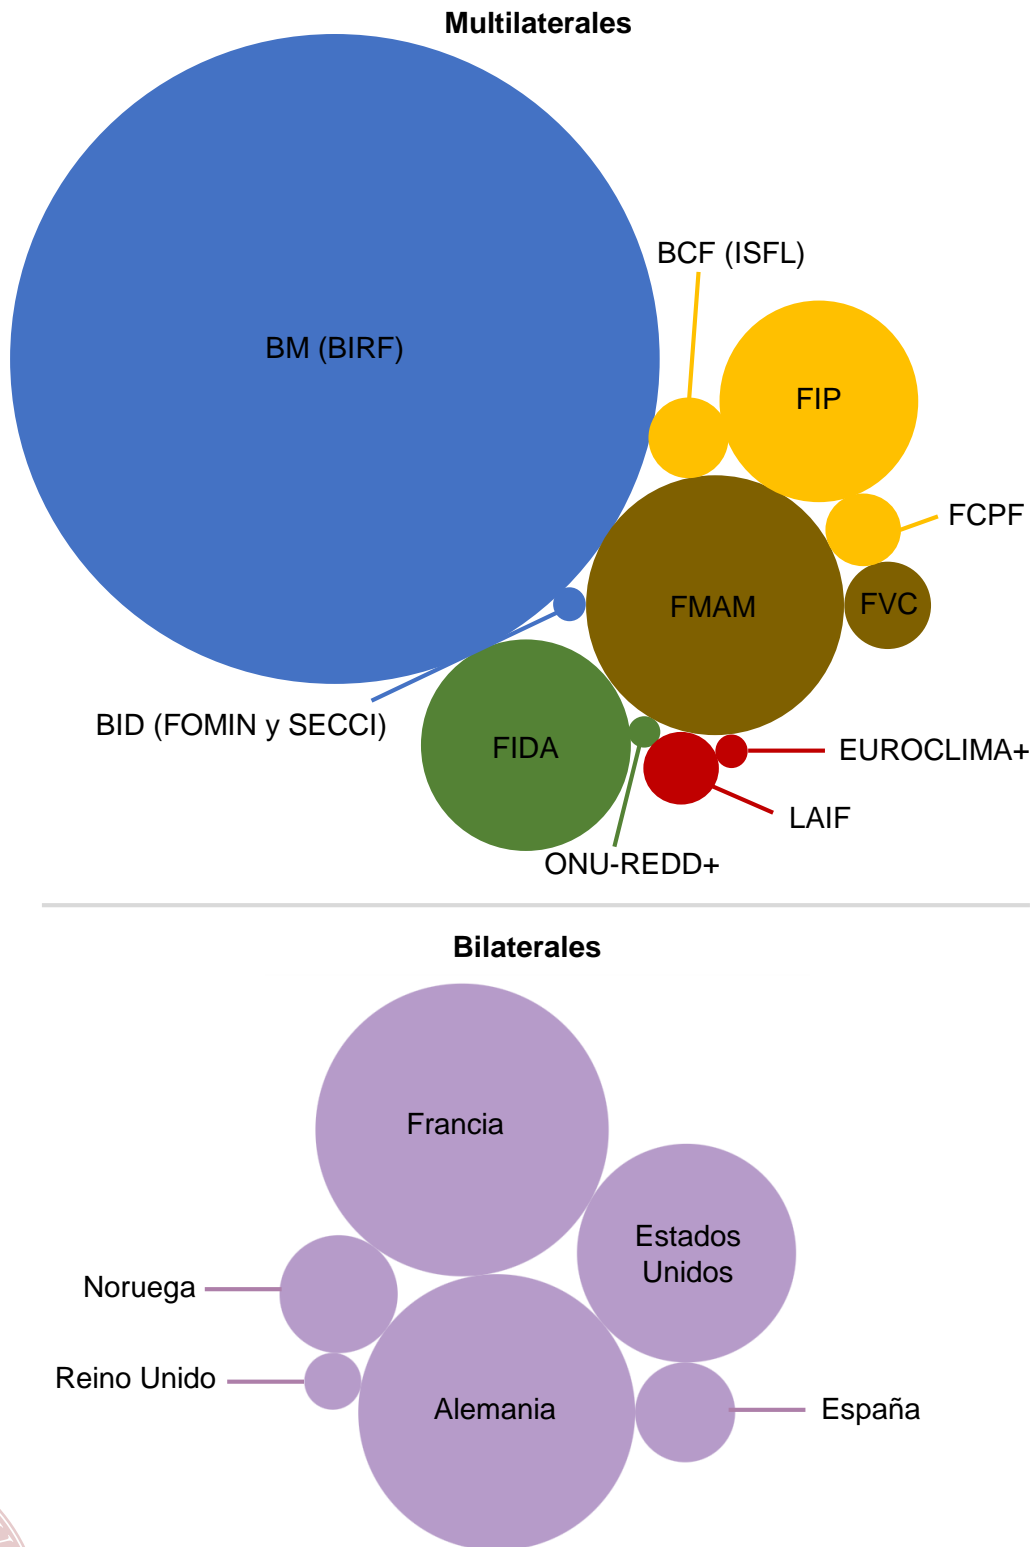 Multilaterales
BCF (ISFL)
BM (BIRF)
FIP
FCPF
FMAM
FVC
BID (FOMIN y SECCI)
FIDA
EUROCLIMA+
LAIF
ONU-REDD+
Bilaterales
Francia
Estados
Unidos
Noruega
Reino Unido
Alemania
España